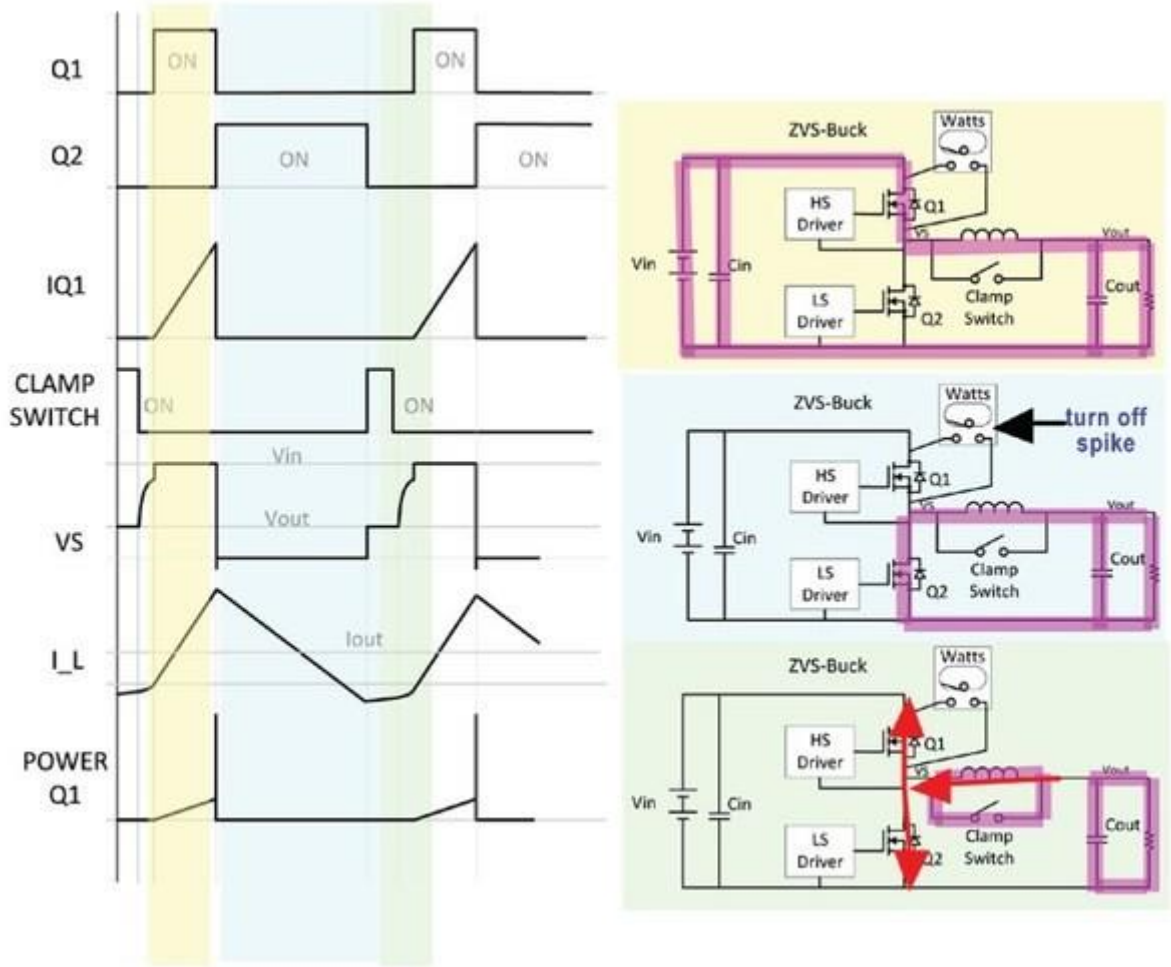 Q1
ON
ON
Q2
ON
ON
IQ1
CLAMP
SWITCH
ON
ON
Vin
Vout
VS
Iout
I_L
POWER
Q1
ZVS-Buck
Watts
HS
Driver
Q1
VS
Vout
Vin
Cin
LS
Driver
Q2
Clamp
Switch
Cout
ZVS-Buck
Watts
turn off
spike
HS
Driver
Q1
VS
Vout
Vin
Cin
LS
Driver
Q2
Clamp
Switch
Cout
ZVS-Buck
Watts
HS
Driver
Q1
VS
Vout
Vin
Cin
LS
Driver
Q2
Clamp
Switch
Cout